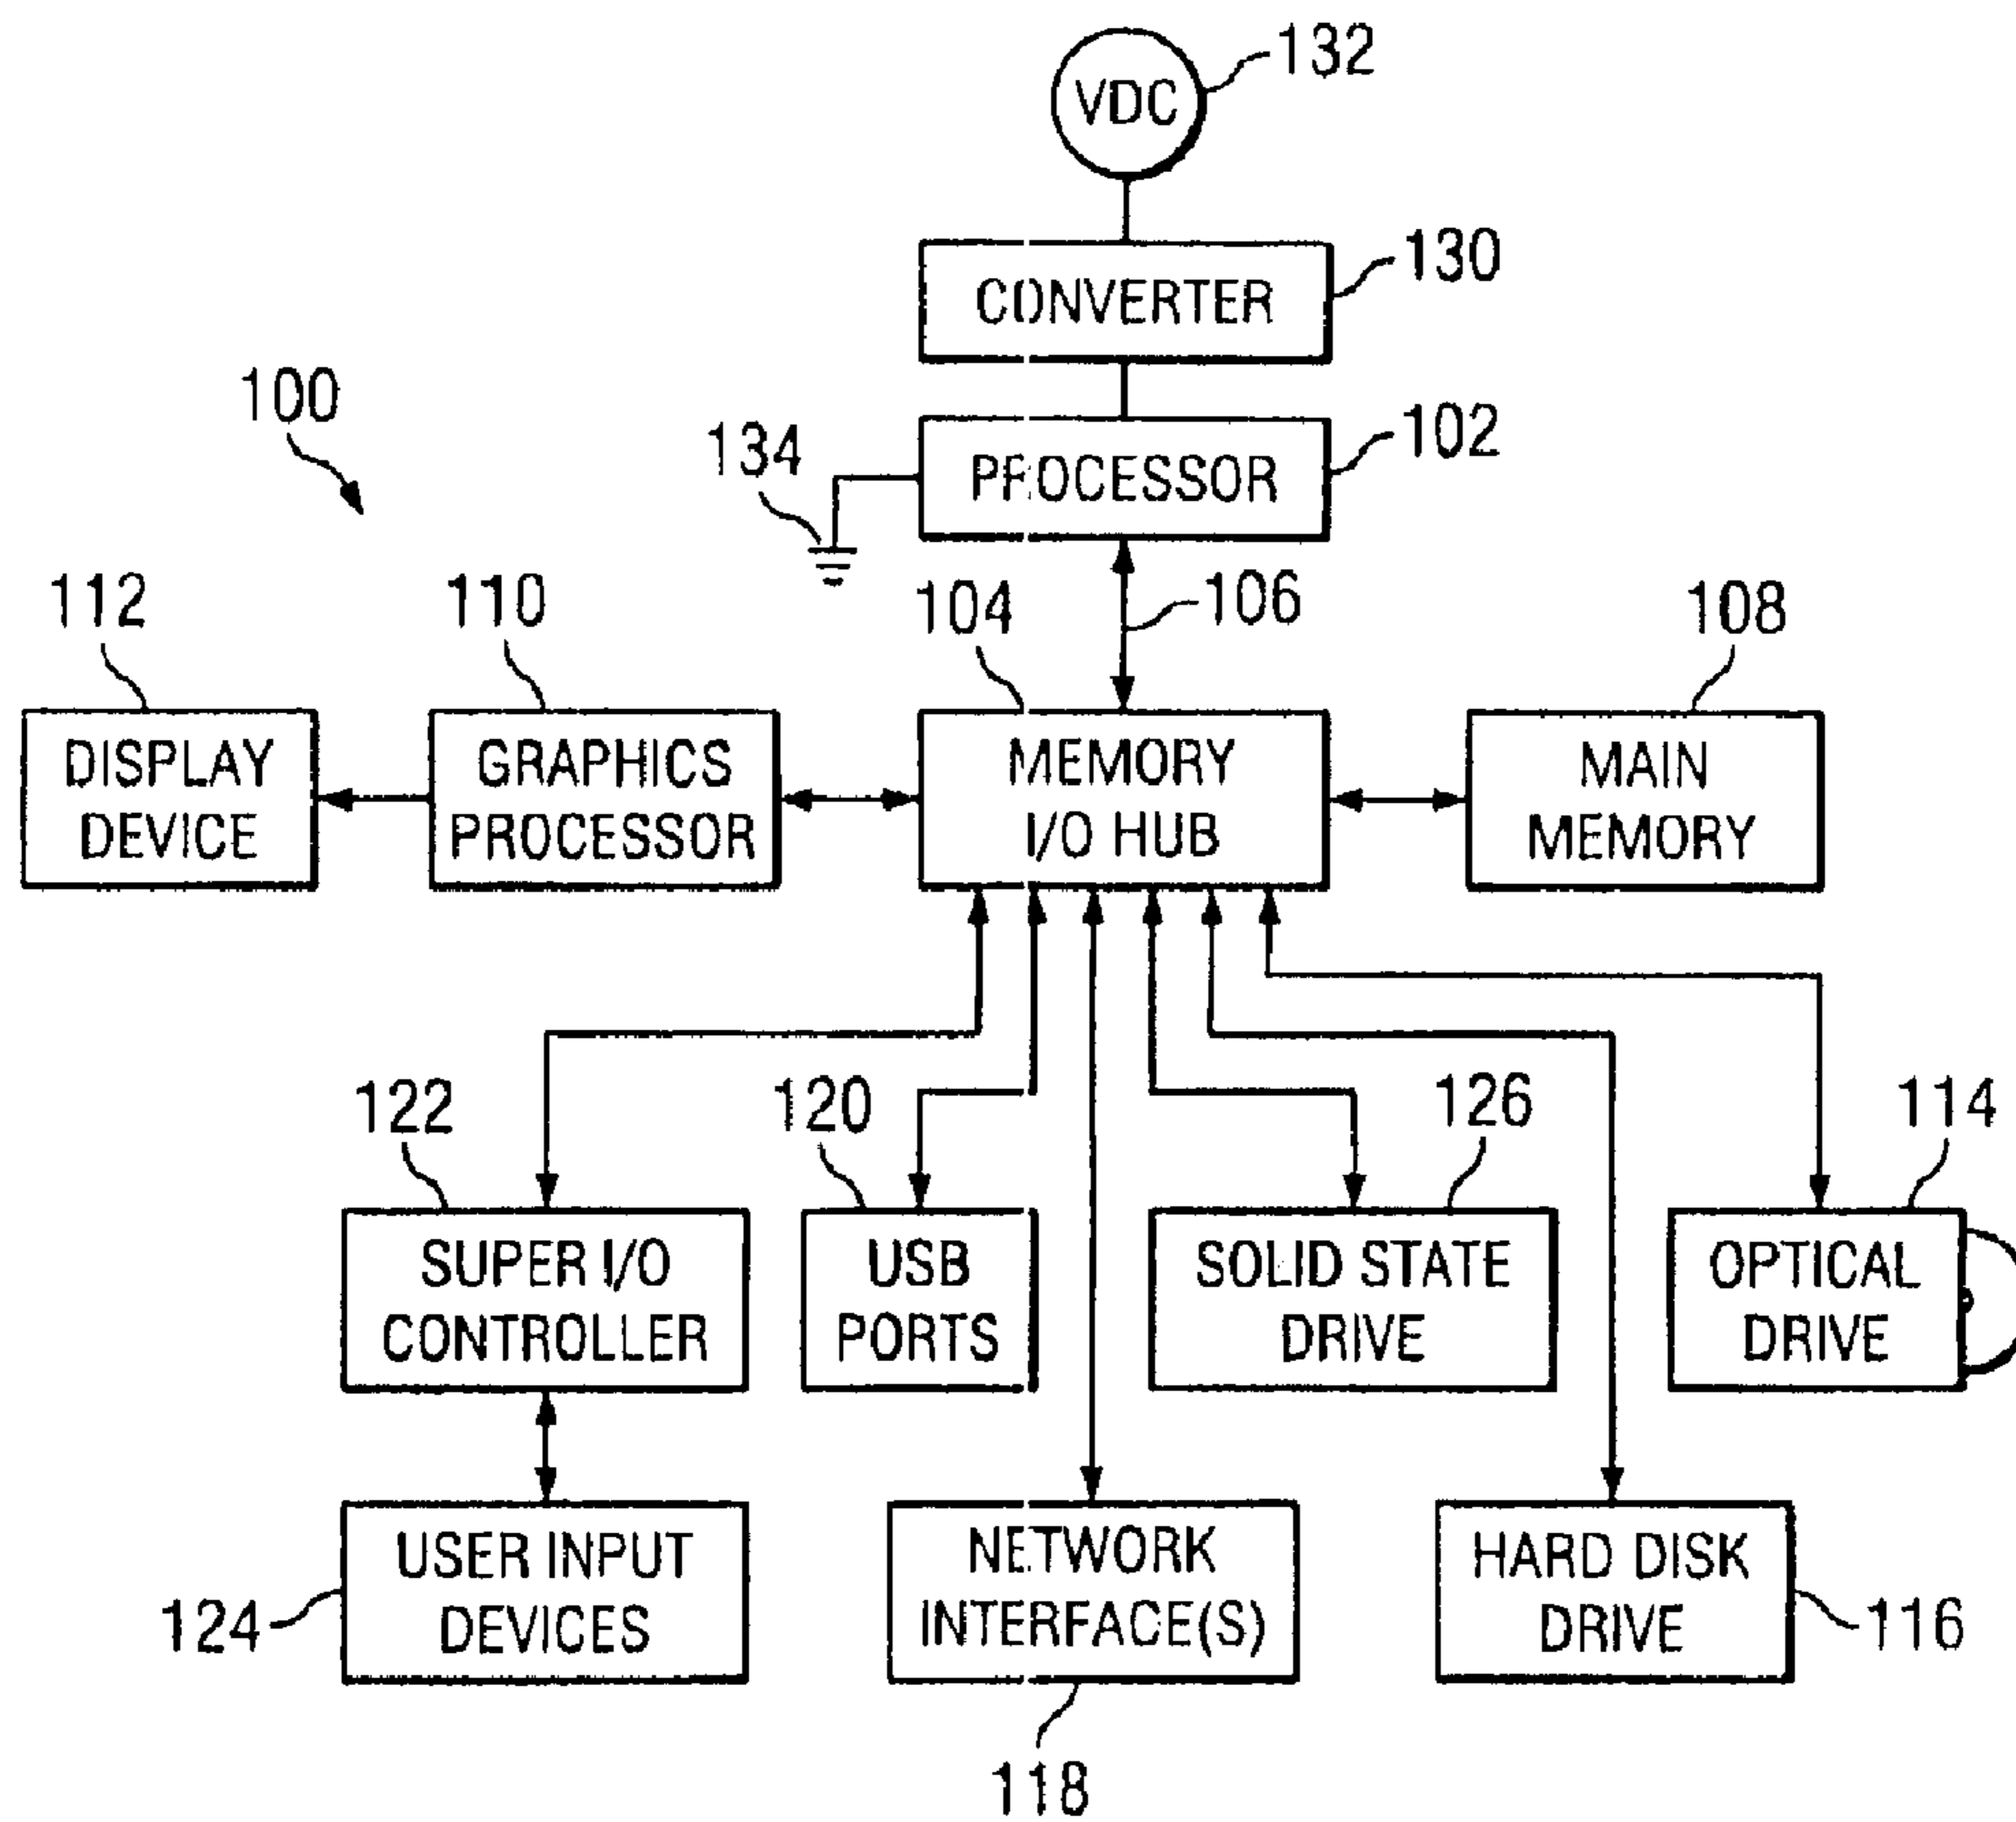 132
VDC
130
CONVERTER
100
102
134
PROCESSOR
112
110
104
106
108
DISPLAY
DEVICE
GRAPHICS
PROCESSOR
MEMORY
I/O HUB
MAIN
MEMORY
122
120
126
114
SUPER I/O
CONTROLLER
USB
PORTS
SOLID STATE
DRIVE
OPTICAL
DRIVE
124
USER INPUT
DEVICES
NETWORK
INTERFACE(S)
HARD DISK
DRIVE
116
118